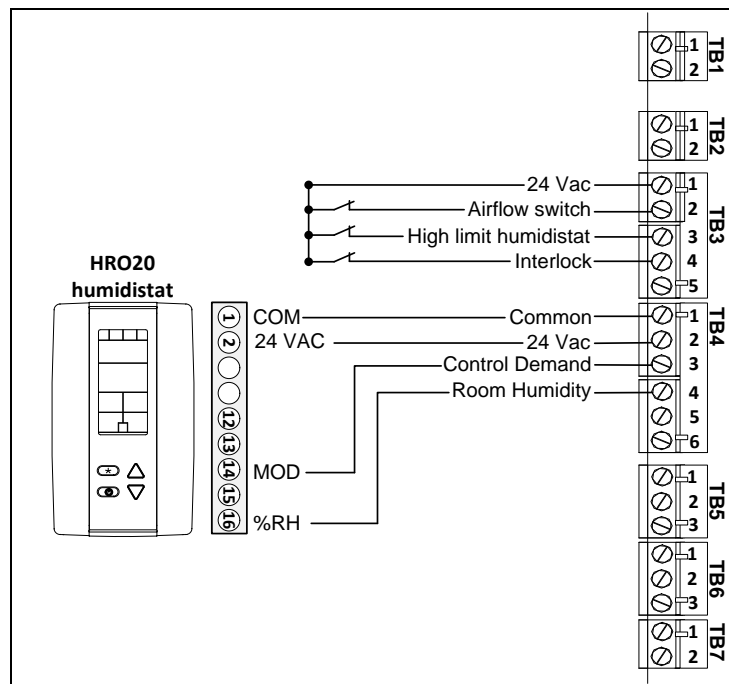 1
2
TB1
1
2
TB2
24 Vac
1
Airflow switch
2
High limit humidistat
3
Interlock
4
5
TB3
HRO20
humidistat
1 COM
2 24 VAC
12
13
14 MOD
15
16 %RH
Common
1
24 Vac
2
Control Demand
3
Room Humidity
4
5
6
TB4
1
2
3
TB5
1
2
3
TB6
1
2
TB7